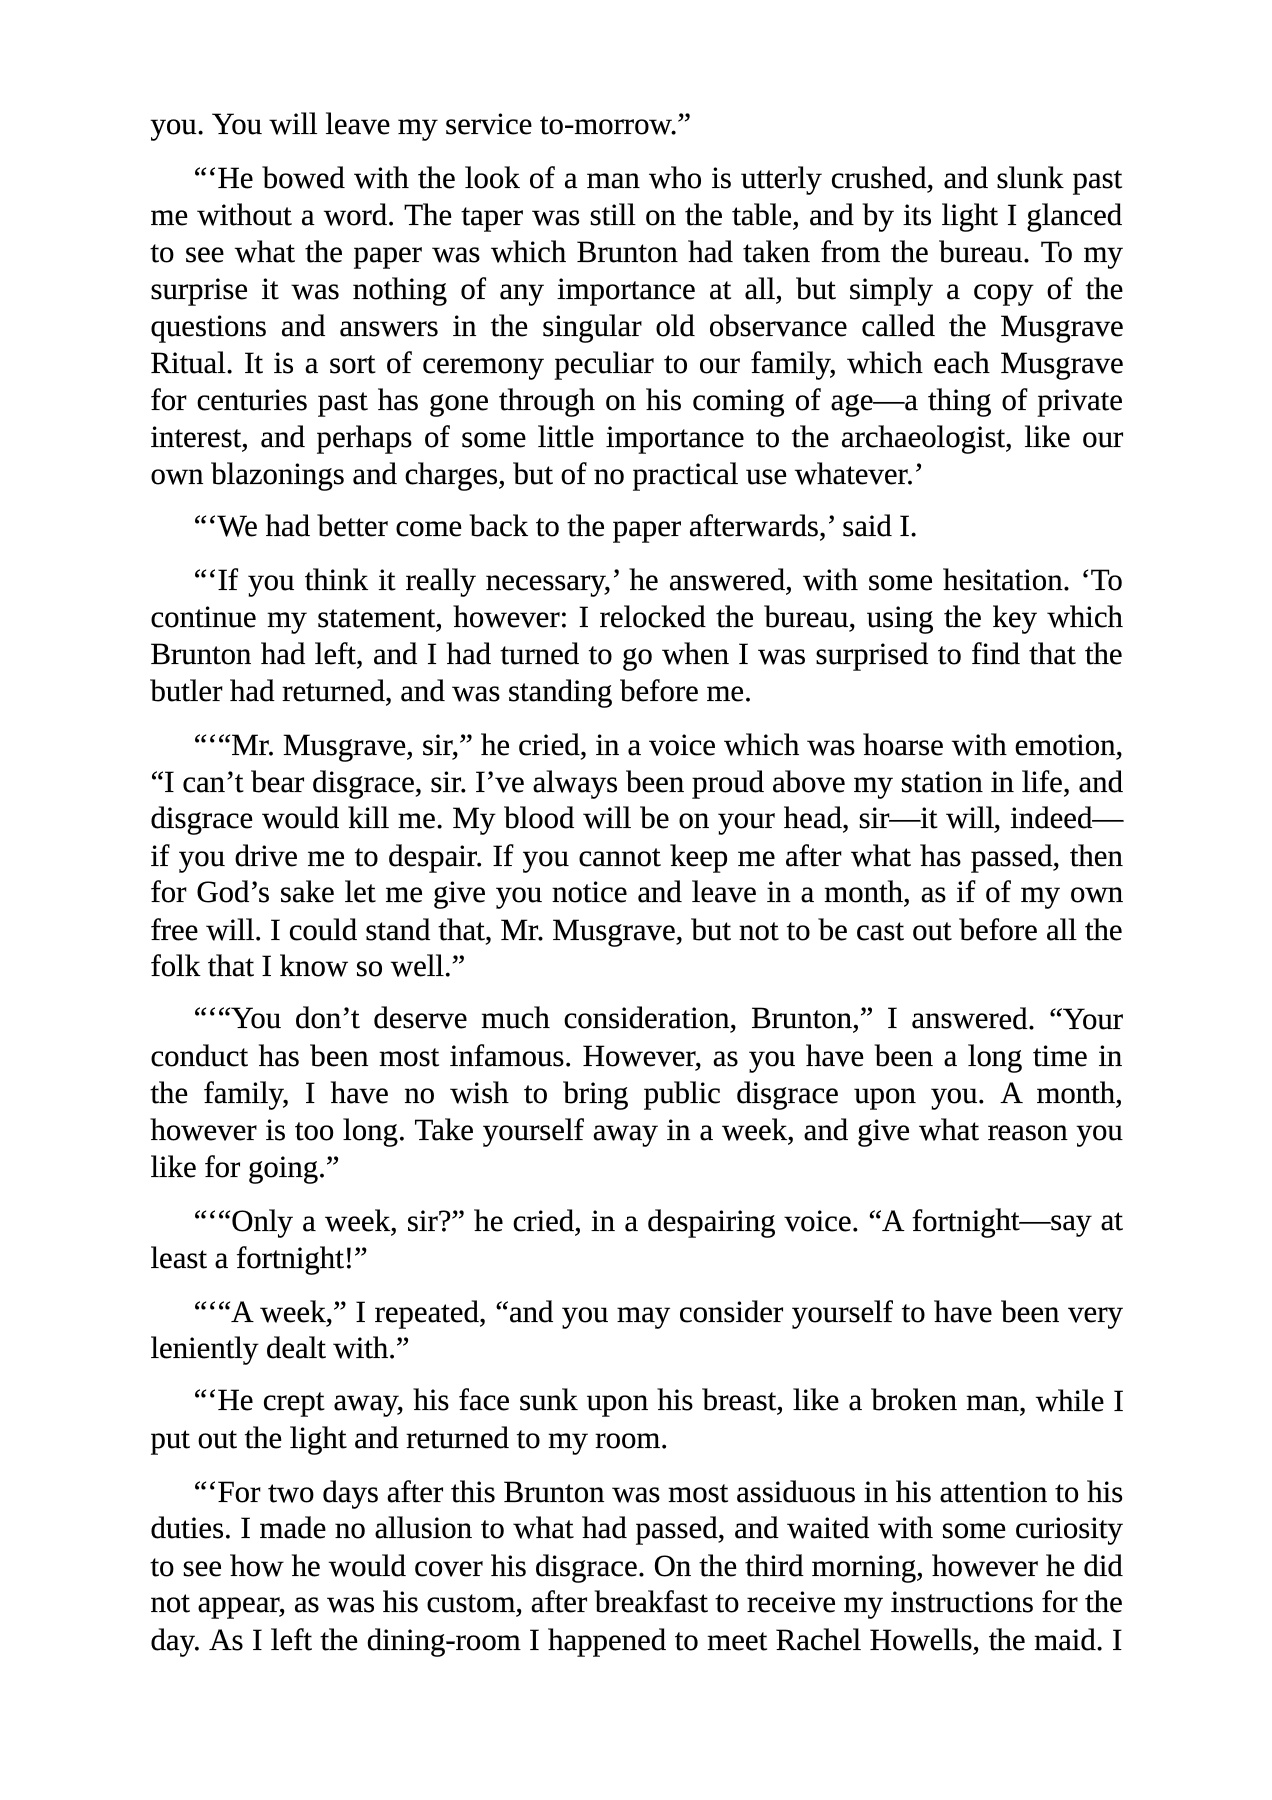 you. You will leave my service to-morrow.”
“‘He bowed with the look of a man who is utterly crushed, and slunk past
me without a word. The taper was still on the table, and by its light I glanced
to see what the paper was which Brunton had taken from the bureau. To my
surprise it was nothing of any importance at all, but simply a copy of the
questions and answers in the singular old observance called the Musgrave
Ritual. It is a sort of ceremony peculiar to our family, which each Musgrave
for centuries past has gone through on his coming of age—a thing of private
interest, and perhaps of some little importance to the archaeologist, like our
own blazonings and charges, but of no practical use whatever.’
“‘We had better come back to the paper afterwards,’ said I.
“‘If you think it really necessary,’ he answered, with some hesitation. ‘To
continue my statement, however: I relocked the bureau, using the key which
Brunton had left, and I had turned to go when I was surprised to find that the
butler had returned, and was standing before me.
“‘“Mr. Musgrave, sir,” he cried, in a voice which was hoarse with emotion,
“I can’t bear disgrace, sir. I’ve always been proud above my station in life, and
disgrace would kill me. My blood will be on your head, sir—it will, indeed—
if you drive me to despair. If you cannot keep me after what has passed, then
for God’s sake let me give you notice and leave in a month, as if of my own
free will. I could stand that, Mr. Musgrave, but not to be cast out before all the
folk that I know so well.”
“‘“You don’t deserve much consideration, Brunton,” I answered. “Your
conduct has been most infamous. However, as you have been a long time in
the family, I have no wish to bring public disgrace upon you. A month,
however is too long. Take yourself away in a week, and give what reason you
like for going.”
“‘“Only a week, sir?” he cried, in a despairing voice. “A fortnight—say at
least a fortnight!”
“‘“A week,” I repeated, “and you may consider yourself to have been very
leniently dealt with.”
“‘He crept away, his face sunk upon his breast, like a broken man, while I
put out the light and returned to my room.
“‘For two days after this Brunton was most assiduous in his attention to his
duties. I made no allusion to what had passed, and waited with some curiosity
to see how he would cover his disgrace. On the third morning, however he did
not appear, as was his custom, after breakfast to receive my instructions for the
day. As I left the dining-room I happened to meet Rachel Howells, the maid. I